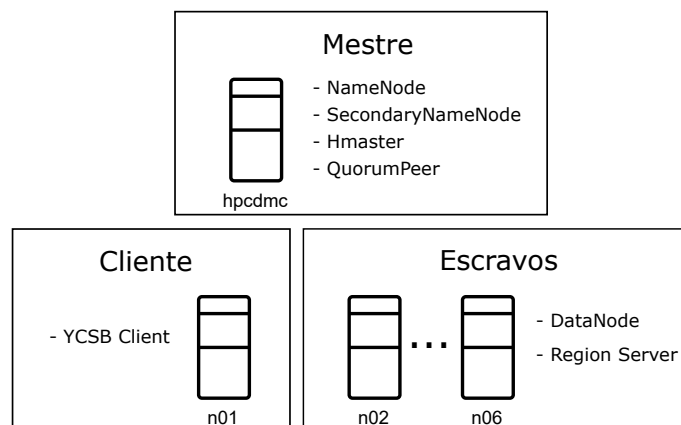 Mestre
- NameNode
- SecondaryNameNode
- Hmaster
- QuorumPeer
hpcdmc
Cliente
- YCSB Client
n01
Escravos
...
- DataNode
- Region Server
n02
n06